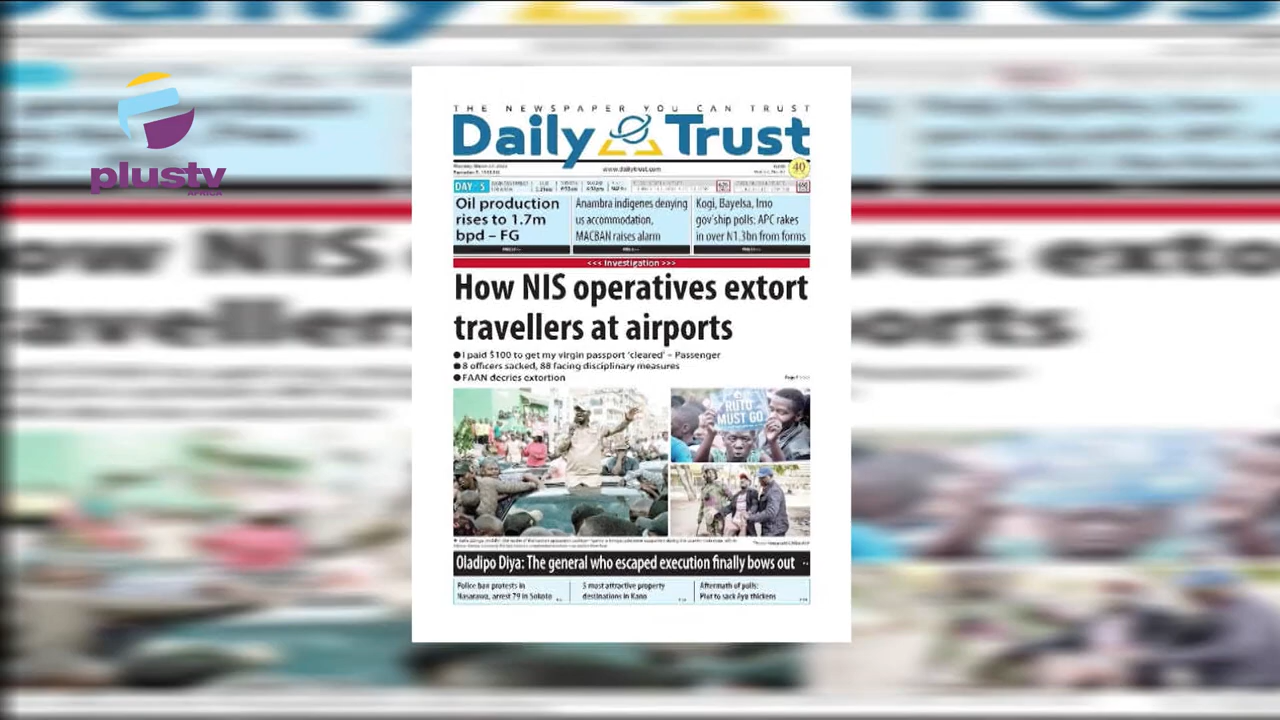 plustv
AFRICA
THE NEWSPAPER YOU CAN TRUST
Daily Trust
www.dailytrust.com
40
DAY - 5
Oil production
rises to 1.7m
bpd – FG
Anambra indigenes denying
us accommodation,
MACBAN raises alarm
Kogi, Bayelsa, Imo
gov'ship polls: APC rakes
in over N1.3bn from forms
<<< Investigation >>>
How NIS operatives extort
travellers at airports
● I paid $100 to get my virgin passport 'cleared' – Passenger
● 8 officers sacked, 88 facing disciplinary measures
● FAAN decries extortion
RUTO
MUST GO
Oladipo Diya: The general who escaped execution finally bows out
Police ban protests in
Nasarawa, arrest 79 in Sokoto
5 most attractive property
destinations in Kano
Aftermath of polls:
Plot to sack Ayu thickens